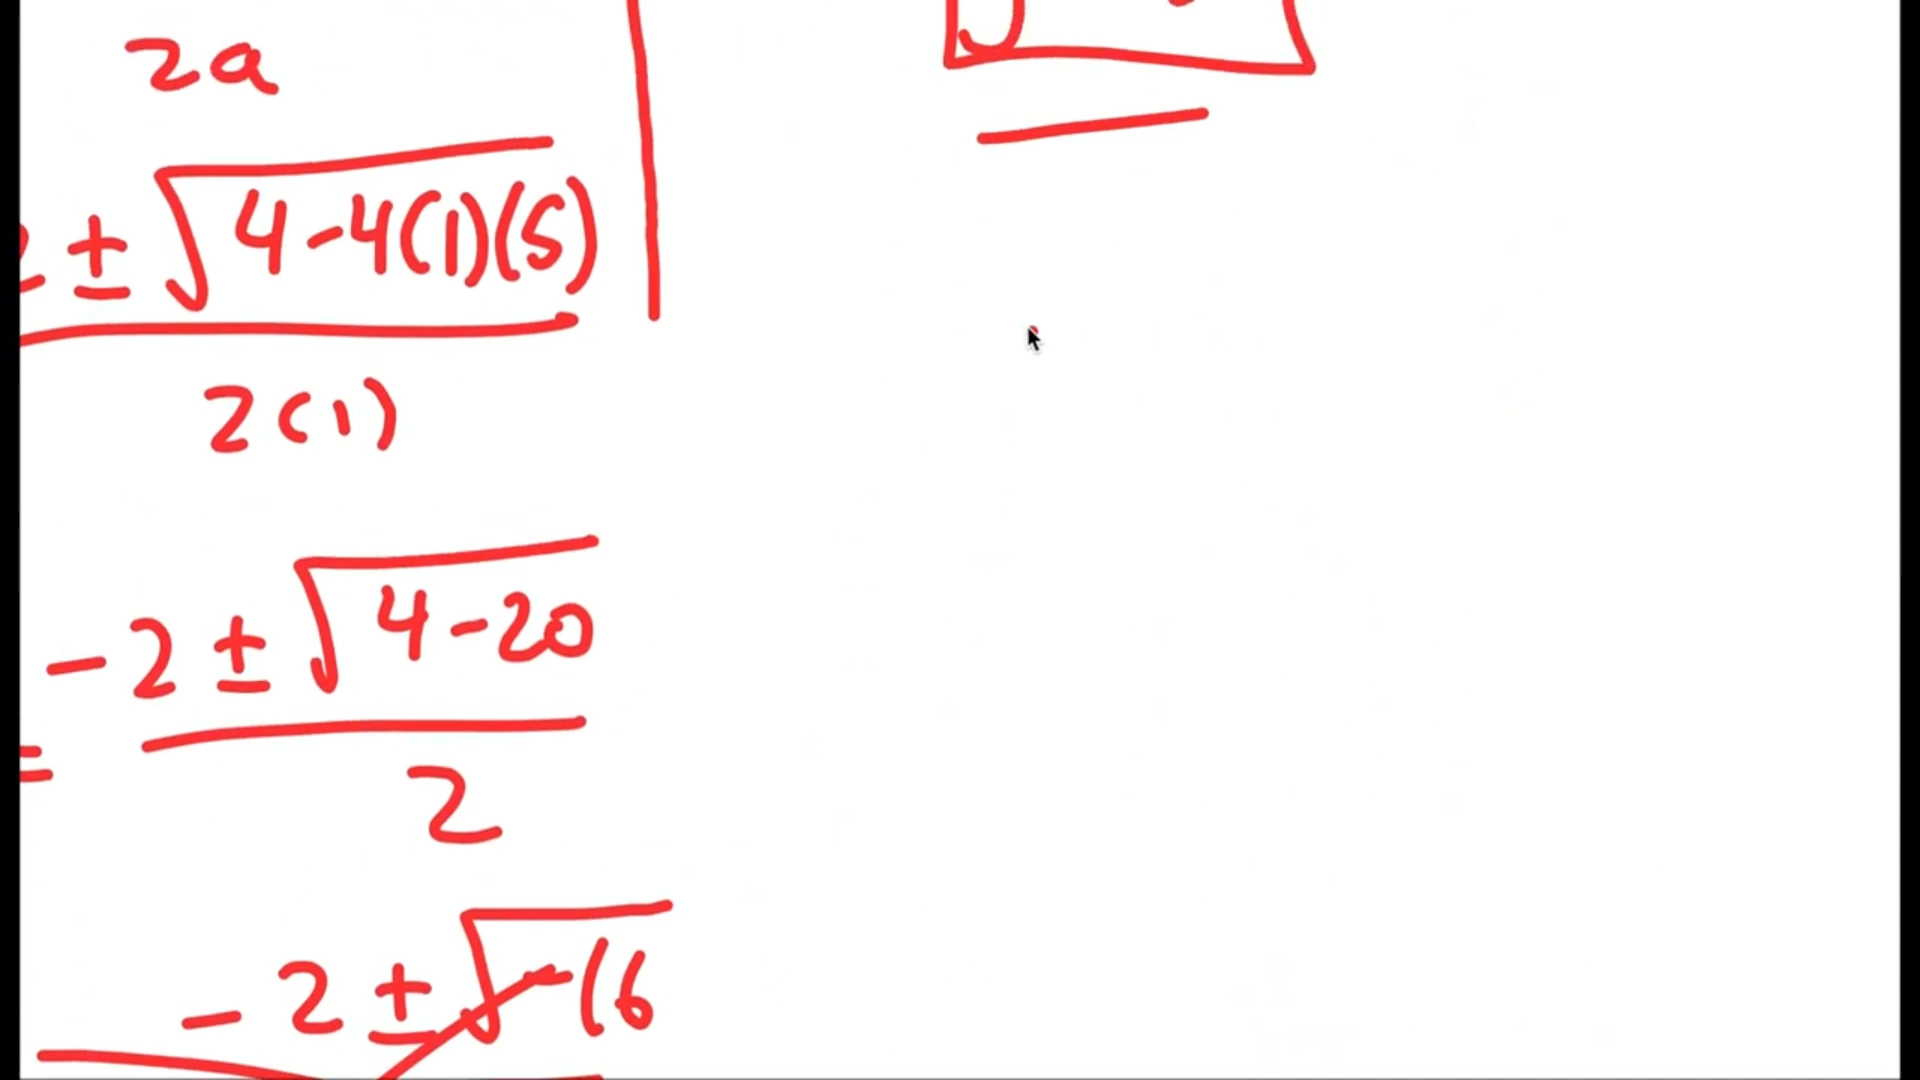 2a
± √4-4(1)(5)
2(1)
= -2 ± √4-20
2
-2 ± √-16